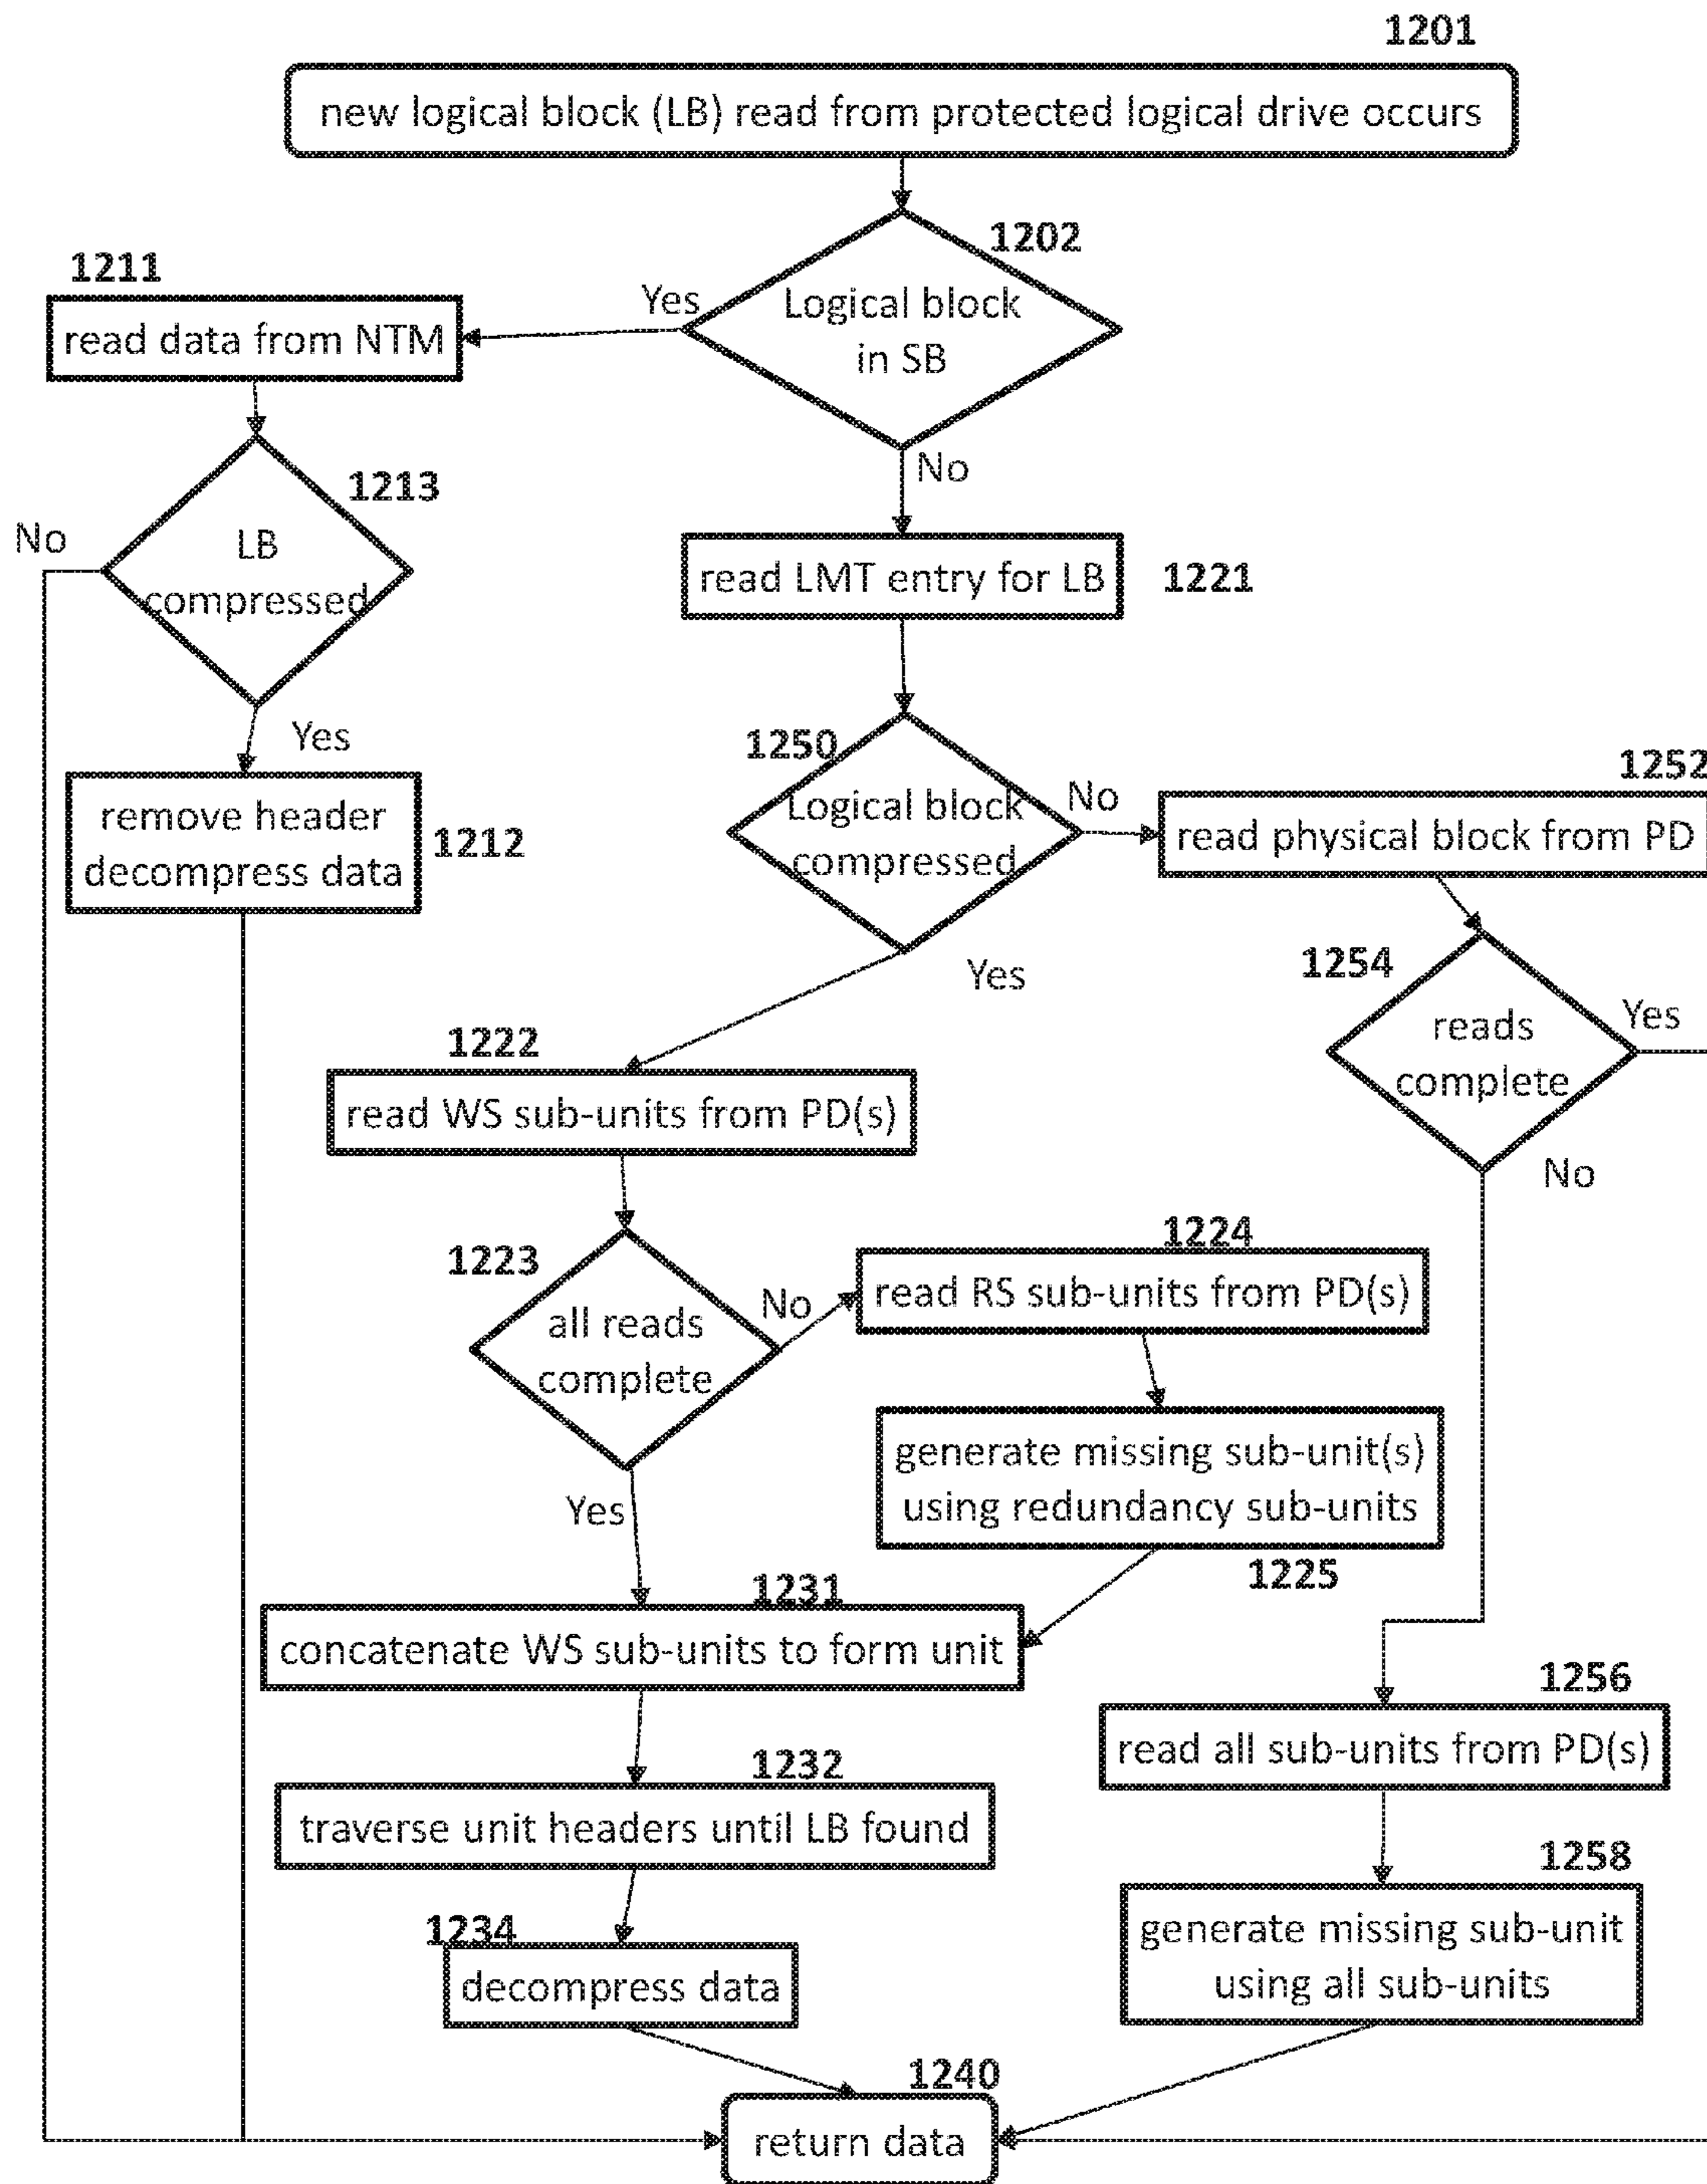 1201
new logical block (LB) read from protected logical drive occurs
1202
Logical block
in SB
Yes
No
1211
read data from NTM
1213
LB
compressed
No
Yes
remove header
decompress data
1212
read LMT entry for LB
1221
1250
Logical block
compressed
No
Yes
1252
read physical block from PD
1254
reads
complete
Yes
No
1222
read WS sub-units from PD(s)
1223
all reads
complete
No
Yes
1224
read RS sub-units from PD(s)
generate missing sub-unit(s)
using redundancy sub-units
1225
1231
concatenate WS sub-units to form unit
1232
traverse unit headers until LB found
1234
decompress data
1256
read all sub-units from PD(s)
1258
generate missing sub-unit
using all sub-units
1240
return data